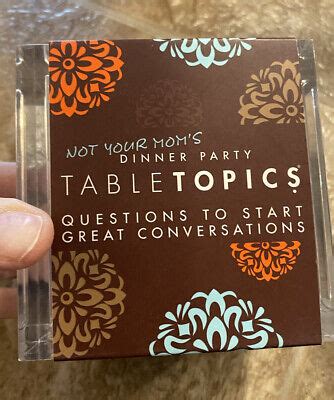 NOT YOUR MOM'S
DINNER PARTY
TABLETOPICS®
QUESTIONS TO START
GREAT CONVERSATIONS